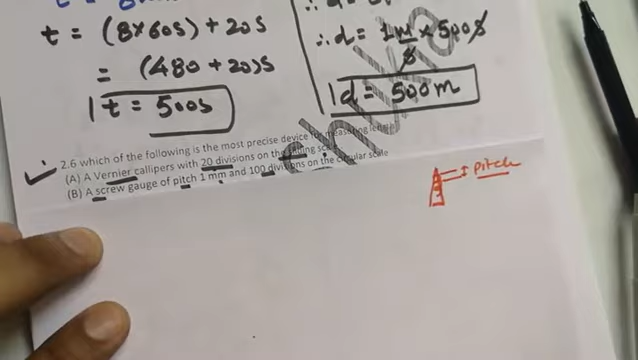 t = (8×60s) + 20s
= (480 + 20)s
t = 500s
∴ d = 1m/s × 500s
d = 500m
2.6 which of the following is the most precise device for measuring length
(A) A Vernier callipers with 20 divisions on the sliding scale
(B) A screw gauge of pitch 1 mm and 100 divisions on the circular scale
pitch